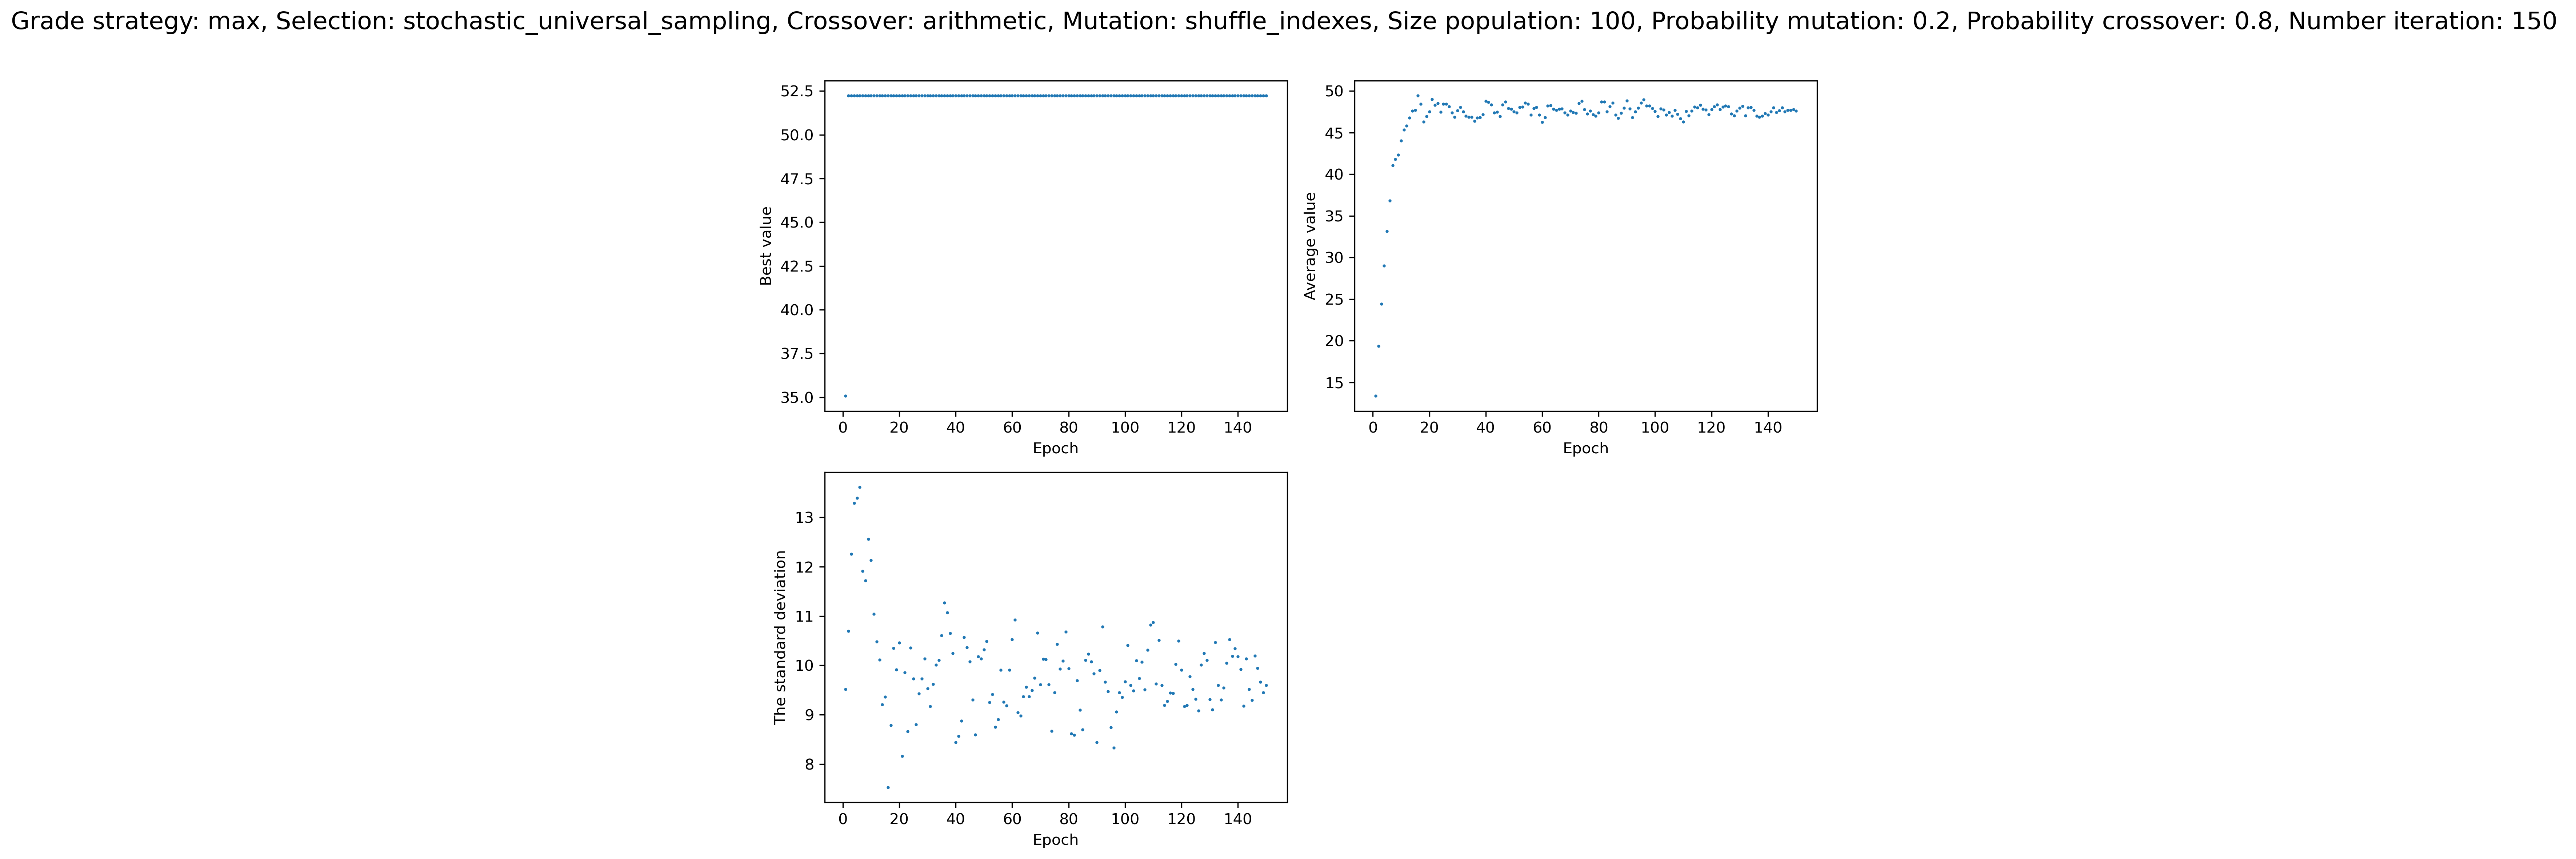 Grade strategy: max, Selection: stochastic_universal_sampling, Crossover: arithmetic, Mutation: shuffle_indexes, Size population: 100, Probability mutation: 0.2, Probability crossover: 0.8, Number iteration: 150
Best value
52.5
50.0
47.5
45.0
42.5
40.0
37.5
35.0
0 20 40 60 80 100 120 140
Epoch
Average value
50
45
40
35
30
25
20
15
0 20 40 60 80 100 120 140
Epoch
The standard deviation
13
12
11
10
9
8
0 20 40 60 80 100 120 140
Epoch